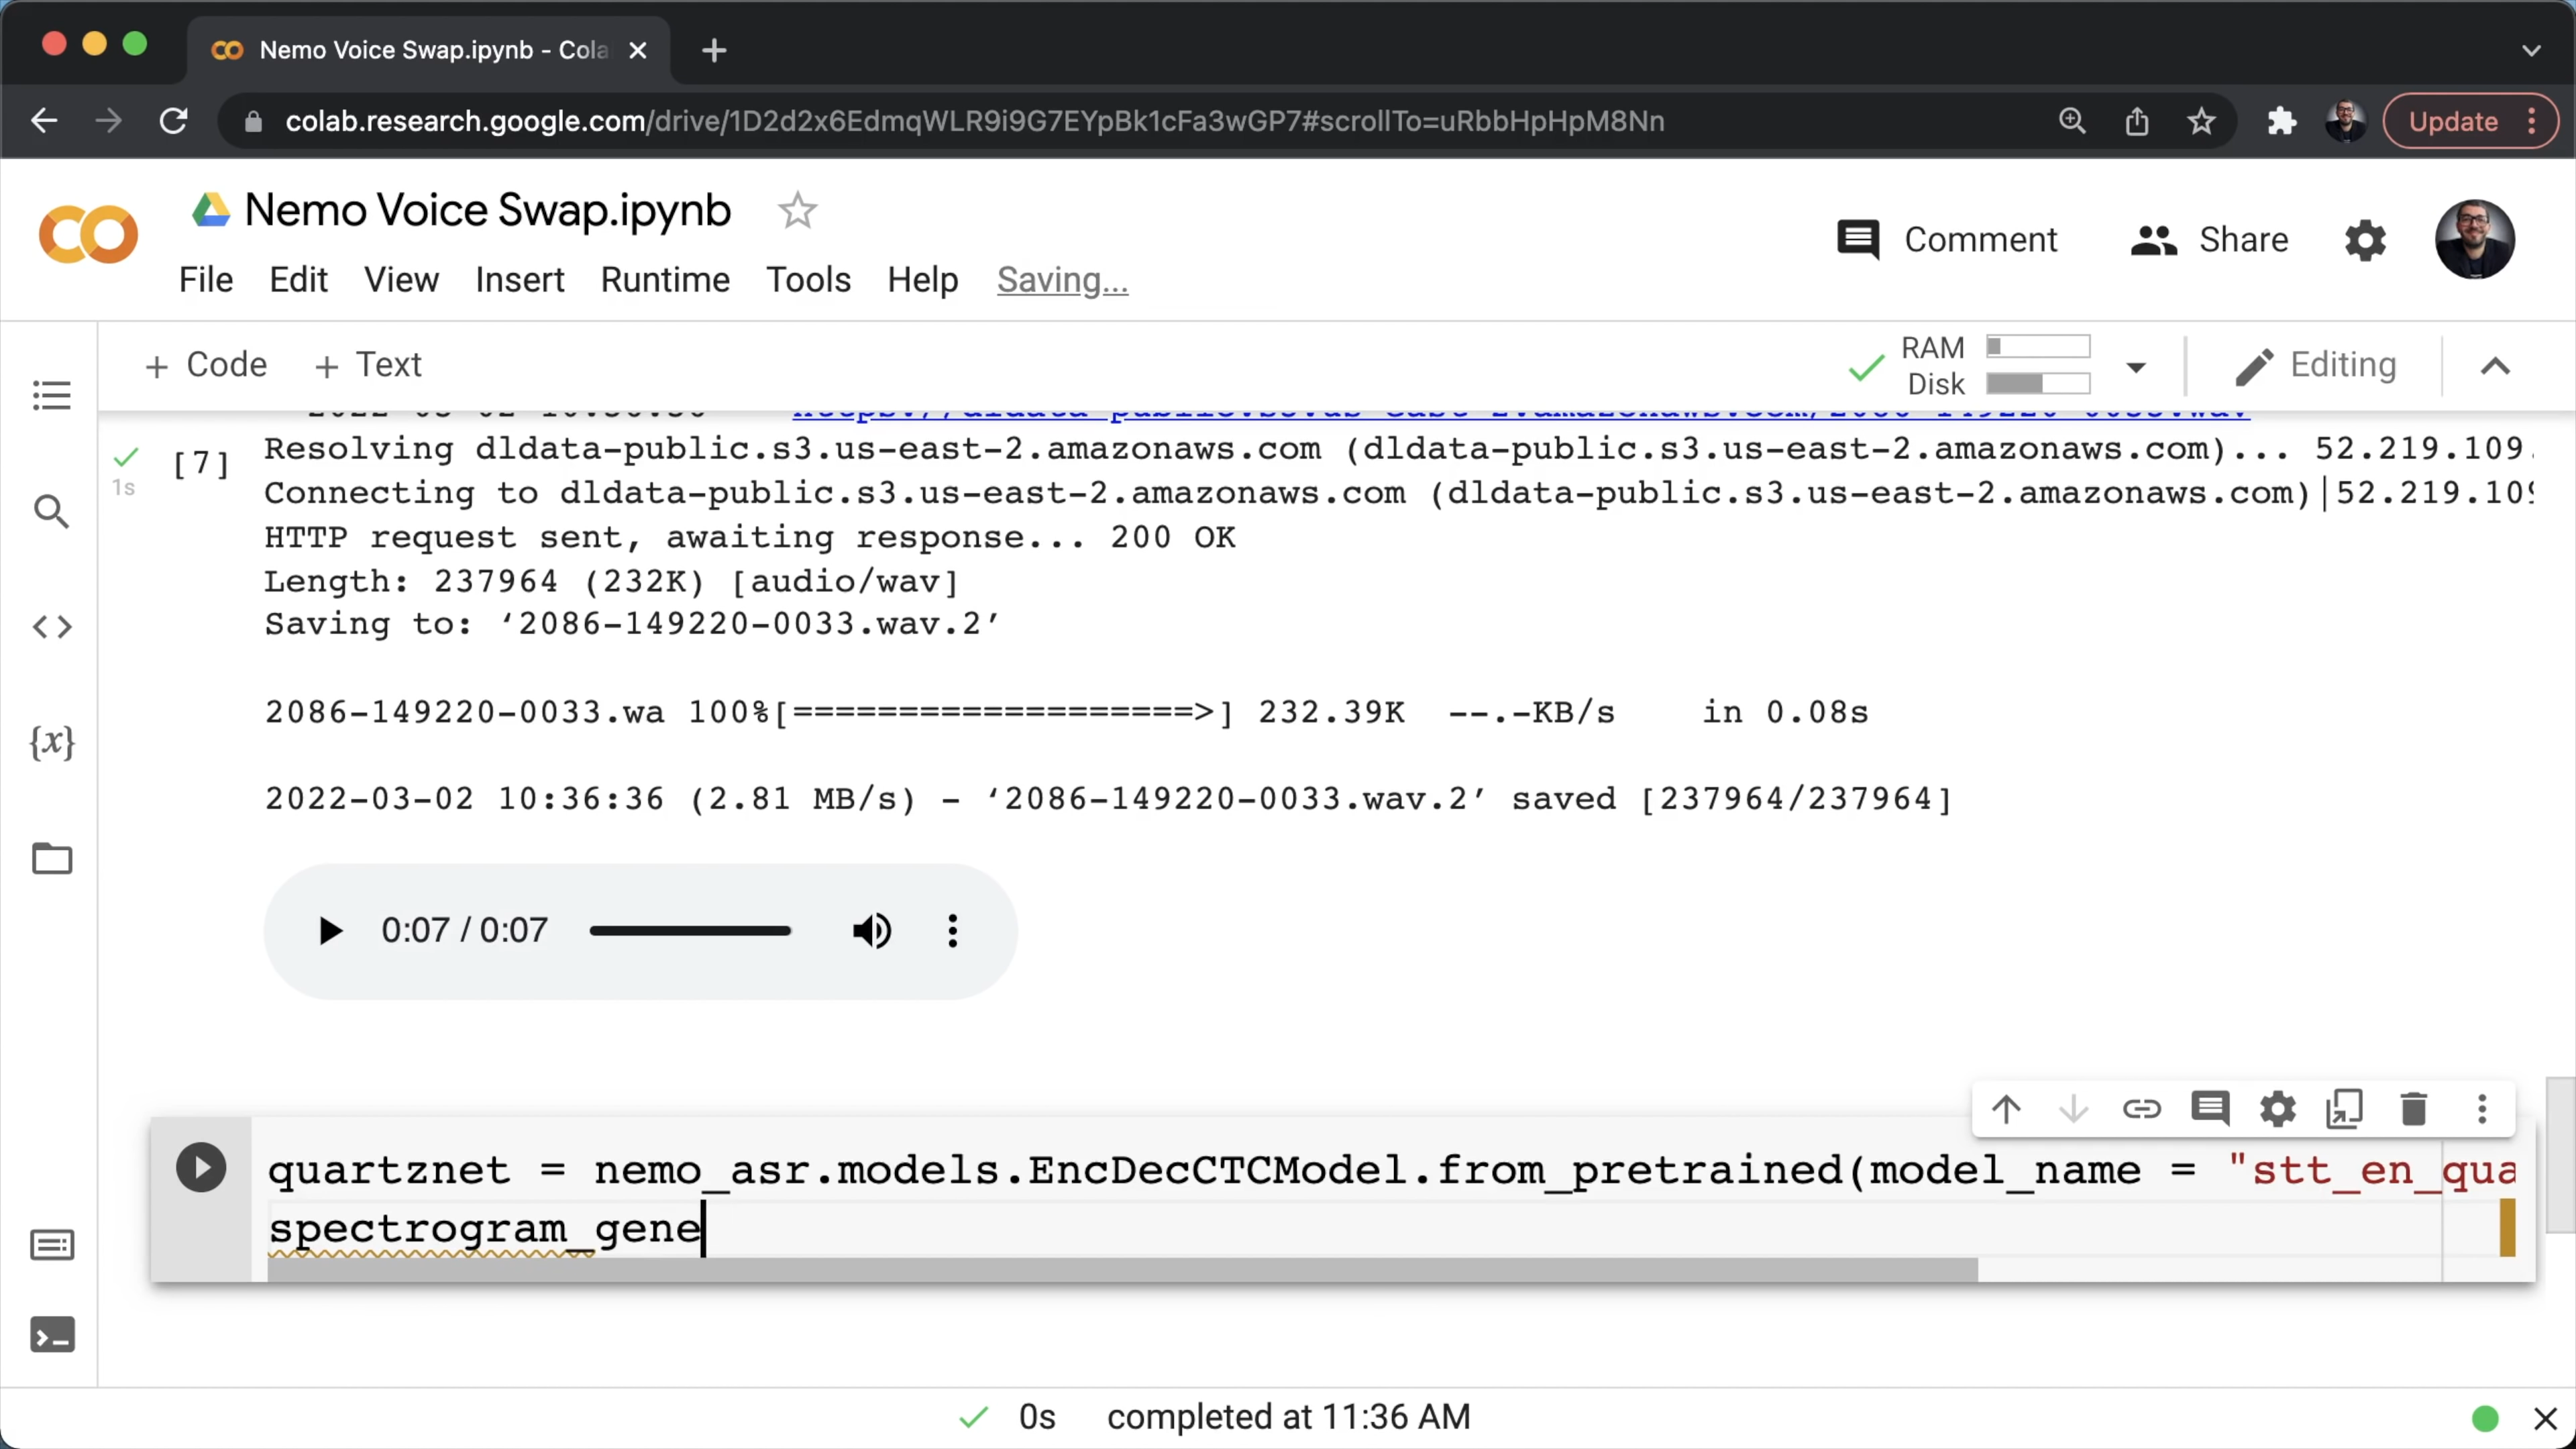 Nemo Voice Swap.ipynb - Cola
colab.research.google.com/drive/1D2d2x6EdmqWLR9i9G7EYpBk1cFa3wGP7#scrollTo=uRbbHpHpM8Nn
Update
Nemo Voice Swap.ipynb
Comment
Share
File Edit View Insert Runtime Tools Help Saving...
+ Code + Text
RAM
Disk
Editing
[7]
1s
Resolving dldata-public.s3.us-east-2.amazonaws.com (dldata-public.s3.us-east-2.amazonaws.com)... 52.219.109.
Connecting to dldata-public.s3.us-east-2.amazonaws.com (dldata-public.s3.us-east-2.amazonaws.com)|52.219.109
HTTP request sent, awaiting response... 200 OK
Length: 237964 (232K) [audio/wav]
Saving to: ‘2086-149220-0033.wav.2’
2086-149220-0033.wa 100%[===================>] 232.39K --.-KB/s in 0.08s
2022-03-02 10:36:36 (2.81 MB/s) - ‘2086-149220-0033.wav.2’ saved [237964/237964]
0:07 / 0:07
quartznet = nemo_asr.models.EncDecCTCModel.from_pretrained(model_name = "stt_en_qua
spectrogram_gene
0s completed at 11:36 AM